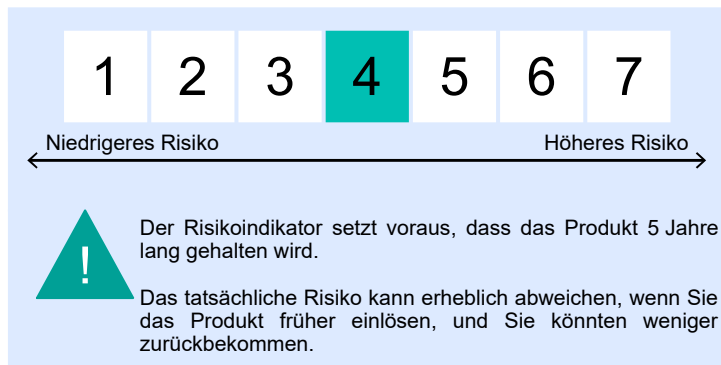 1 2 3 4 5 6 7
Niedrigeres Risiko Höheres Risiko
!
Der Risikoindikator setzt voraus, dass das Produkt 5 Jahre
lang gehalten wird.
Das tatsächliche Risiko kann erheblich abweichen, wenn Sie
das Produkt früher einlösen, und Sie könnten weniger
zurückbekommen.